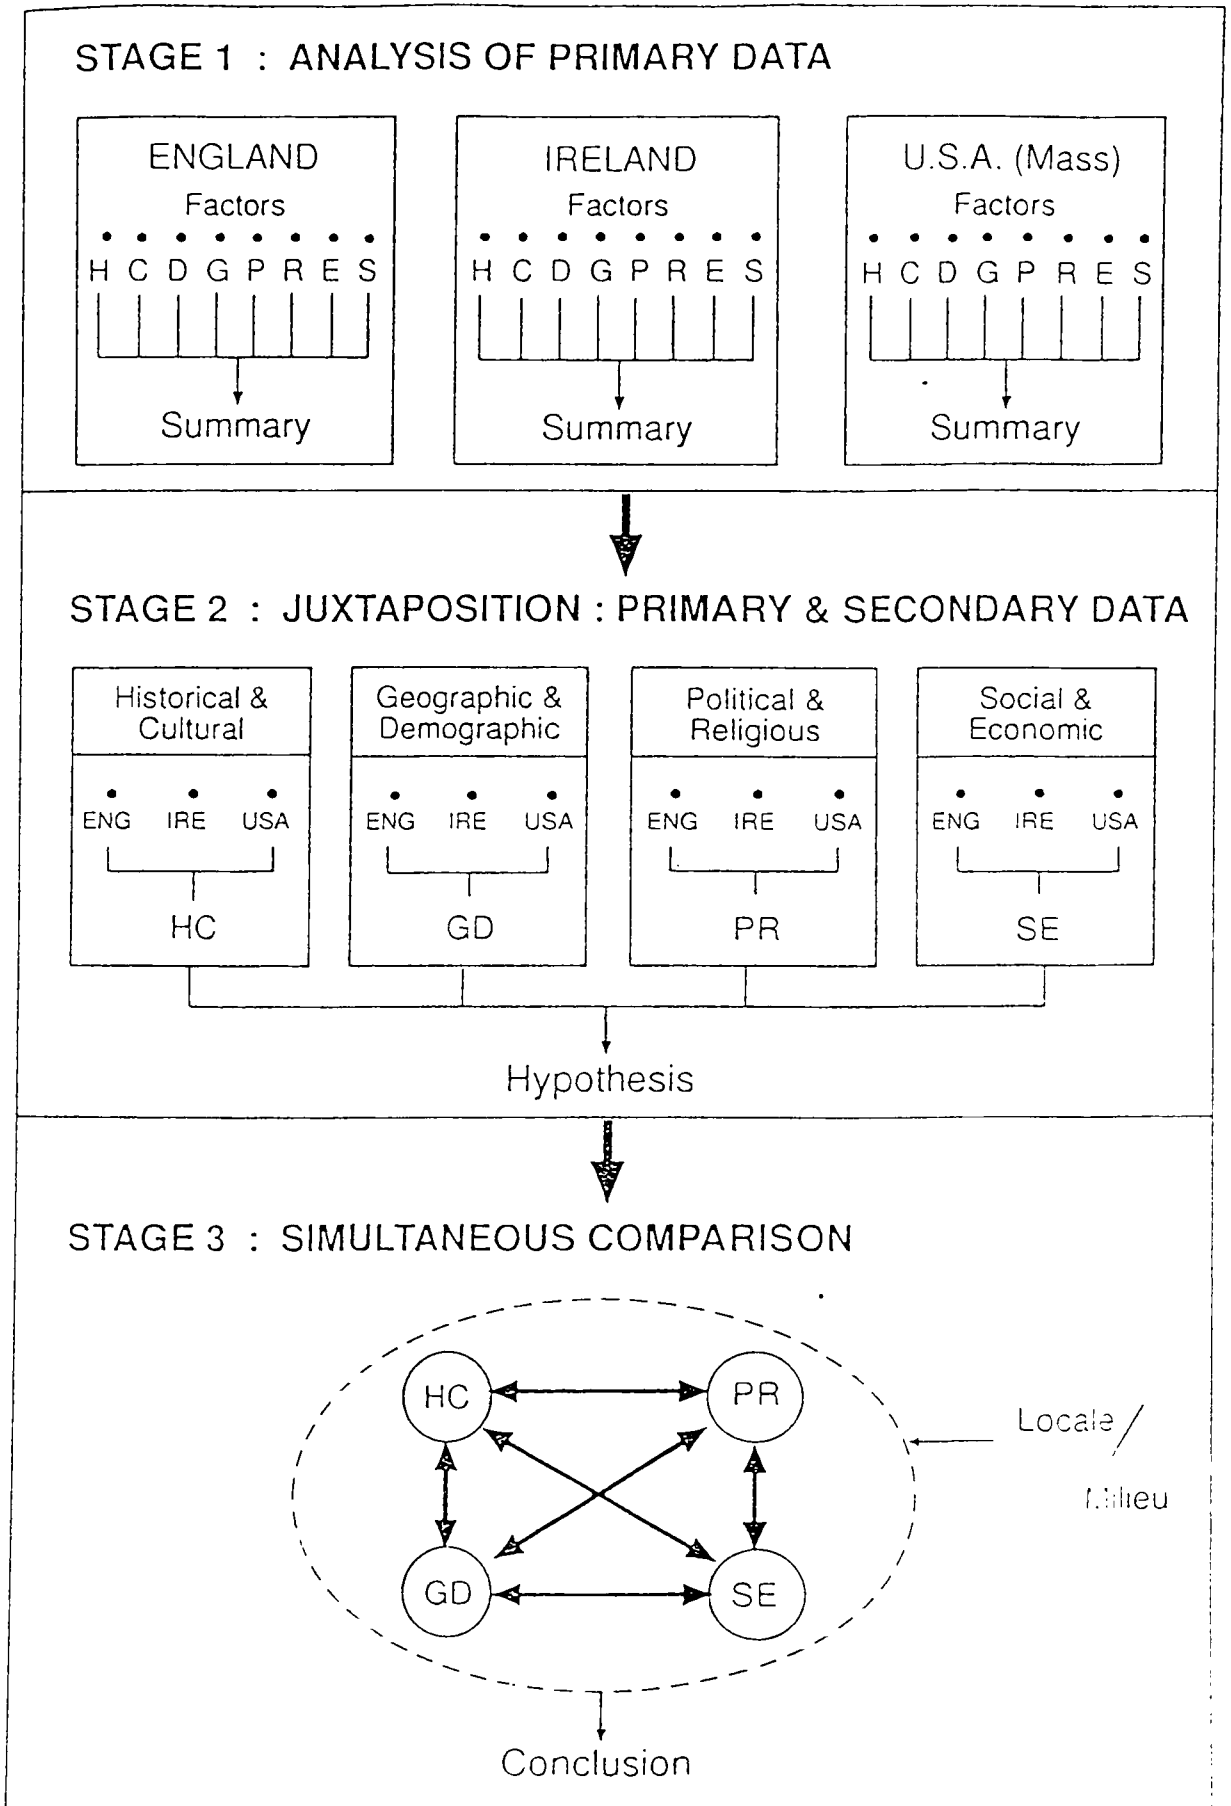 STAGE 1 : ANALYSIS OF PRIMARY DATA
ENGLAND
Factors
H C D G P R E S
Summary
IRELAND
Factors
H C D G P R E S
Summary
U.S.A. (Mass)
Factors
H C D G P R E S
Summary
STAGE 2 : JUXTAPOSITION : PRIMARY & SECONDARY DATA
Historical &
Cultural
ENG IRE USA
HC
Geographic &
Demographic
ENG IRE USA
GD
Political &
Religious
ENG IRE USA
PR
Social &
Economic
ENG IRE USA
SE
Hypothesis
STAGE 3 : SIMULTANEOUS COMPARISON
HC PR
GD SE
Locale /
Milieu
Conclusion